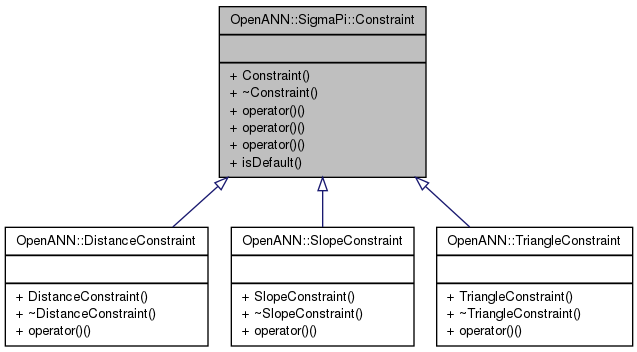 OpenANN::SigmaPi::Constraint
+ Constraint()
+ ~Constraint()
+ operator()()
+ operator()()
+ operator()()
+ isDefault()
OpenANN::DistanceConstraint
+ DistanceConstraint()
+ ~DistanceConstraint()
+ operator()()
OpenANN::SlopeConstraint
+ SlopeConstraint()
+ ~SlopeConstraint()
+ operator()()
OpenANN::TriangleConstraint
+ TriangleConstraint()
+ ~TriangleConstraint()
+ operator()()